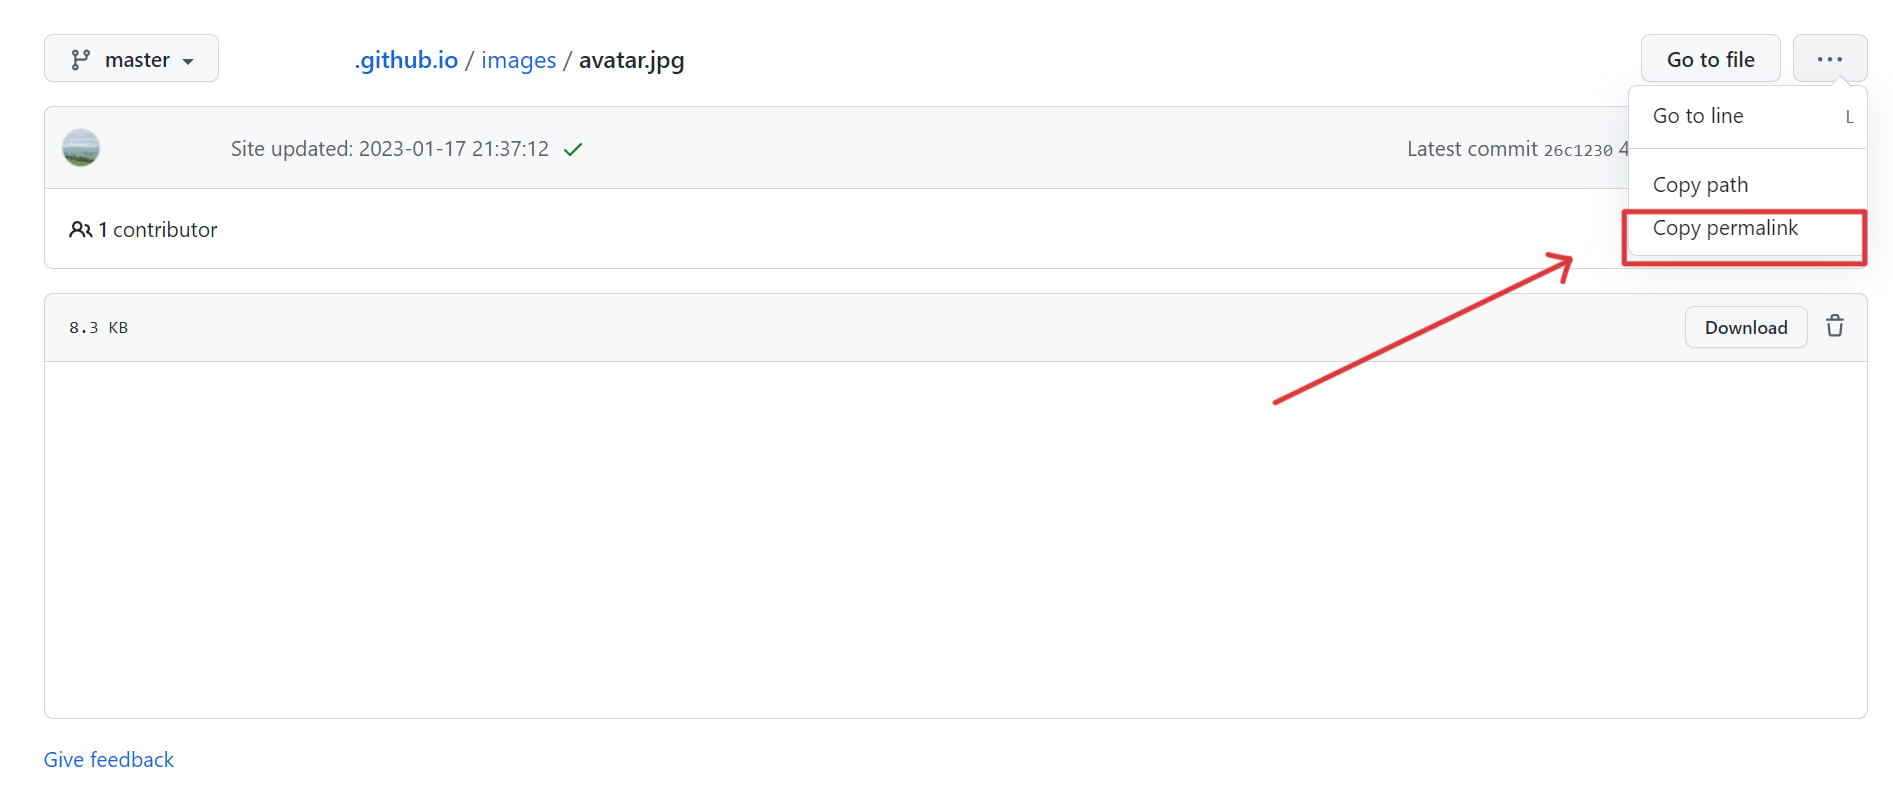 master
.github.io / images / avatar.jpg
Go to file
Go to line L
Site updated: 2023-01-17 21:37:12
Latest commit 26c1230 4
Copy path
1 contributor
Copy permalink
8.3 KB
Download
Give feedback